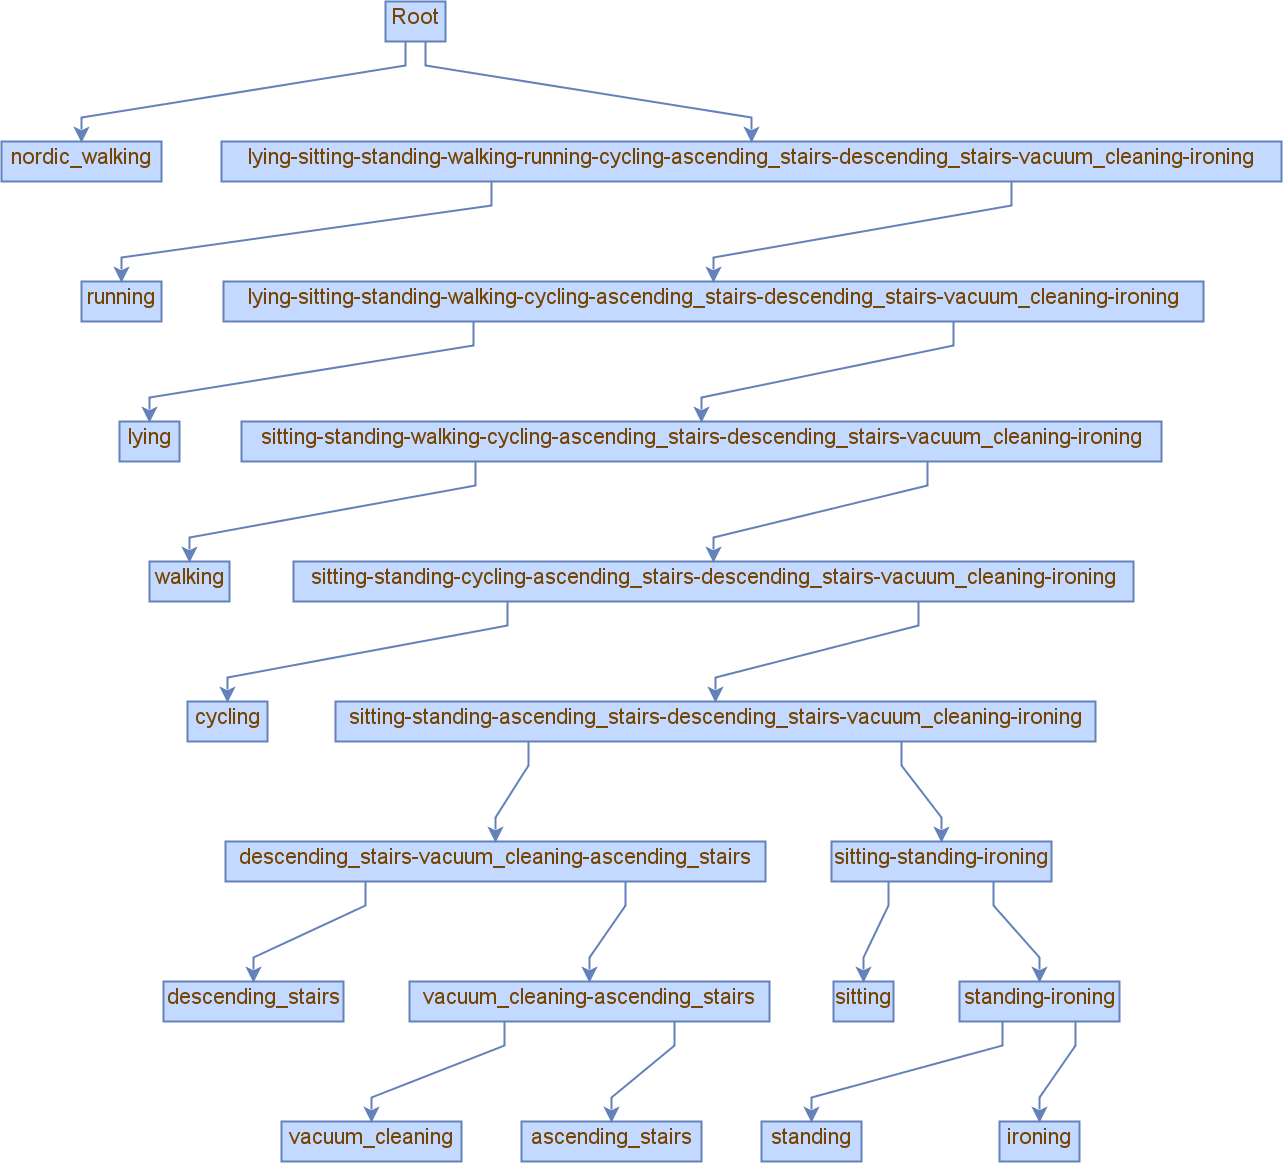 Root
nordic_walking
lying-sitting-standing-walking-running-cycling-ascending_stairs-descending_stairs-vacuum_cleaning-ironing
running
lying-sitting-standing-walking-cycling-ascending_stairs-descending_stairs-vacuum_cleaning-ironing
lying
sitting-standing-walking-cycling-ascending_stairs-descending_stairs-vacuum_cleaning-ironing
walking
sitting-standing-cycling-ascending_stairs-descending_stairs-vacuum_cleaning-ironing
cycling
sitting-standing-ascending_stairs-descending_stairs-vacuum_cleaning-ironing
descending_stairs-vacuum_cleaning-ascending_stairs
sitting-standing-ironing
descending_stairs
vacuum_cleaning-ascending_stairs
sitting
standing-ironing
vacuum_cleaning
ascending_stairs
standing
ironing